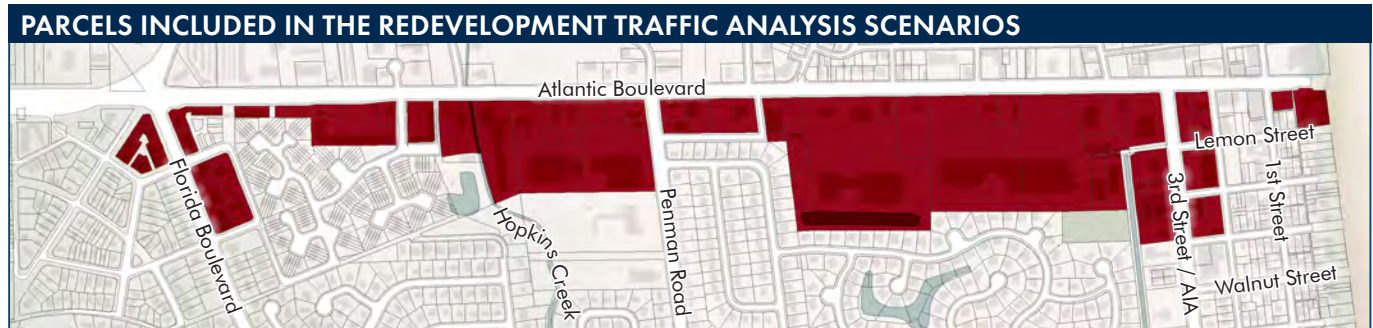 PARCELS INCLUDED IN THE REDEVELOPMENT TRAFFIC ANALYSIS SCENARIOS
Atlantic Boulevard
Lemon Street
Florida Boulevard
Hopkins Creek
Penman Road
3rd Street / A1A
1st Street
Walnut Street